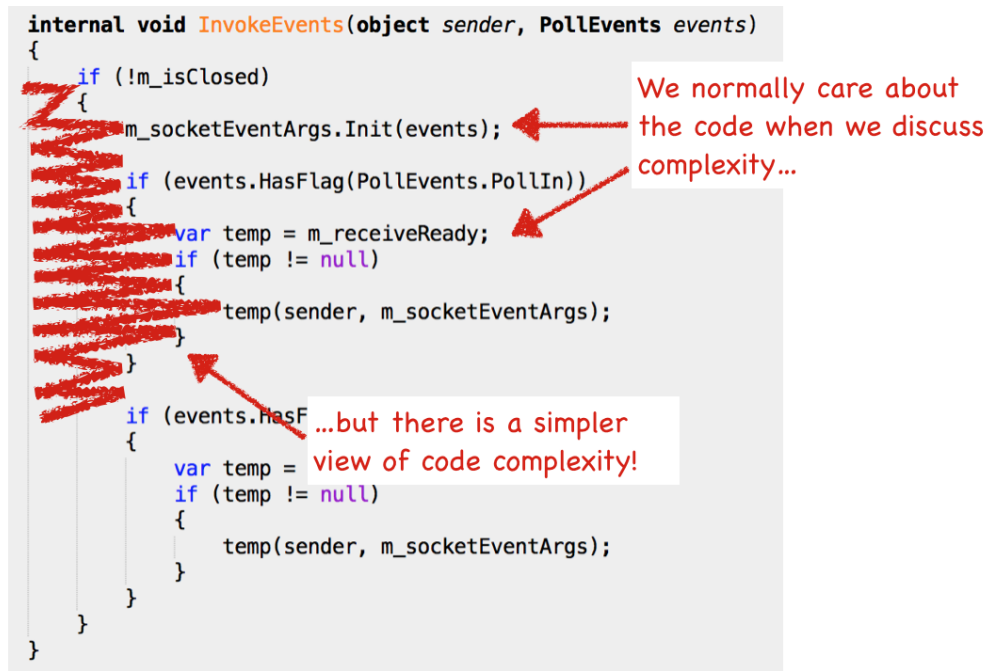 internal void InvokeEvents(object sender, PollEvents events)
{
if (!m_isClosed)
{
m_socketEventArgs.Init(events);
We normally care about
the code when we discuss
complexity...
if (events.HasFlag(PollEvents.PollIn))
{
var temp = m_receiveReady;
if (temp != null)
{
temp(sender, m_socketEventArgs);
}
}
if (events.HasF
...but there is a simpler
view of code complexity!
{
var temp =
if (temp != null)
{
temp(sender, m_socketEventArgs);
}
}
}
}